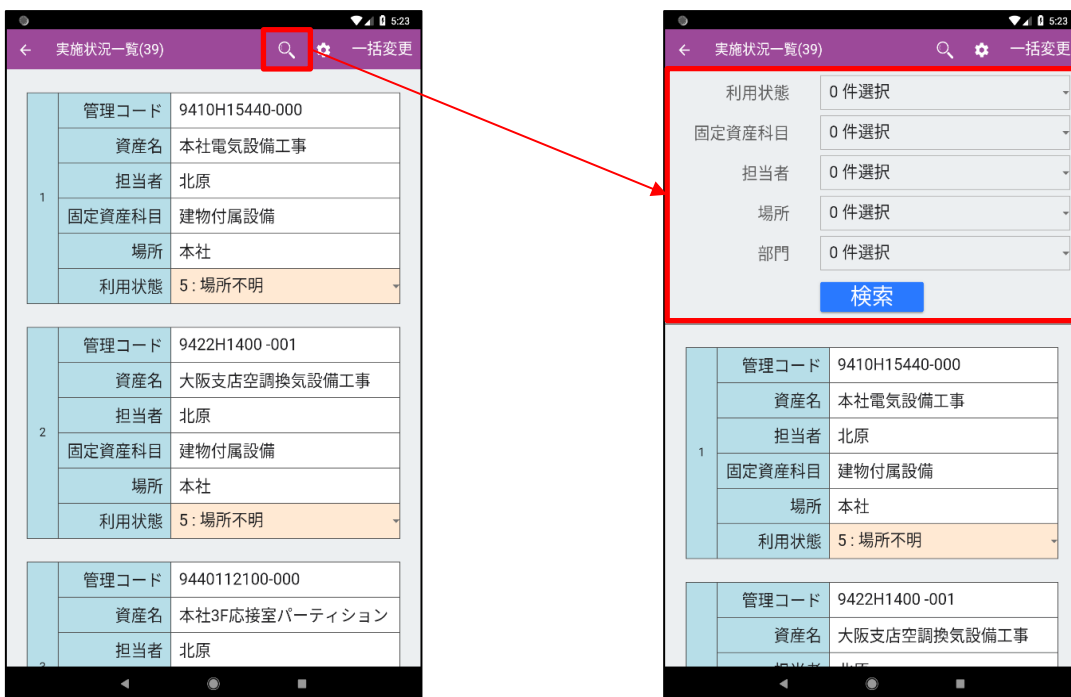 5:23
実施状況一覧(39) 一括変更
1
管理コード 9410H15440-000
資産名 本社電気設備工事
担当者 北原
固定資産科目 建物付属設備
場所 本社
利用状態 5 : 場所不明
2
管理コード 9422H1400 -001
資産名 大阪支店空調換気設備工事
担当者 北原
固定資産科目 建物付属設備
場所 本社
利用状態 5 : 場所不明
管理コード 9440112100-000
資産名 本社3F応接室パーティション
担当者 北原
5:23
実施状況一覧(39) 一括変更
利用状態 0 件選択
固定資産科目 0 件選択
担当者 0 件選択
場所 0 件選択
部門 0 件選択
検索
1
管理コード 9410H15440-000
資産名 本社電気設備工事
担当者 北原
固定資産科目 建物付属設備
場所 本社
利用状態 5 : 場所不明
管理コード 9422H1400 -001
資産名 大阪支店空調換気設備工事